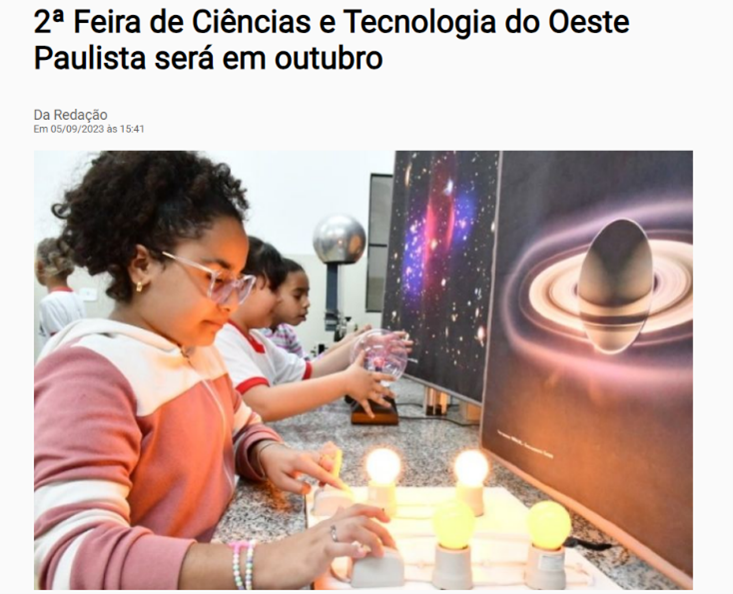 2ª Feira de Ciências e Tecnologia do Oeste
Paulista será em outubro
Da Redação
Em 05/09/2023 às 15:41